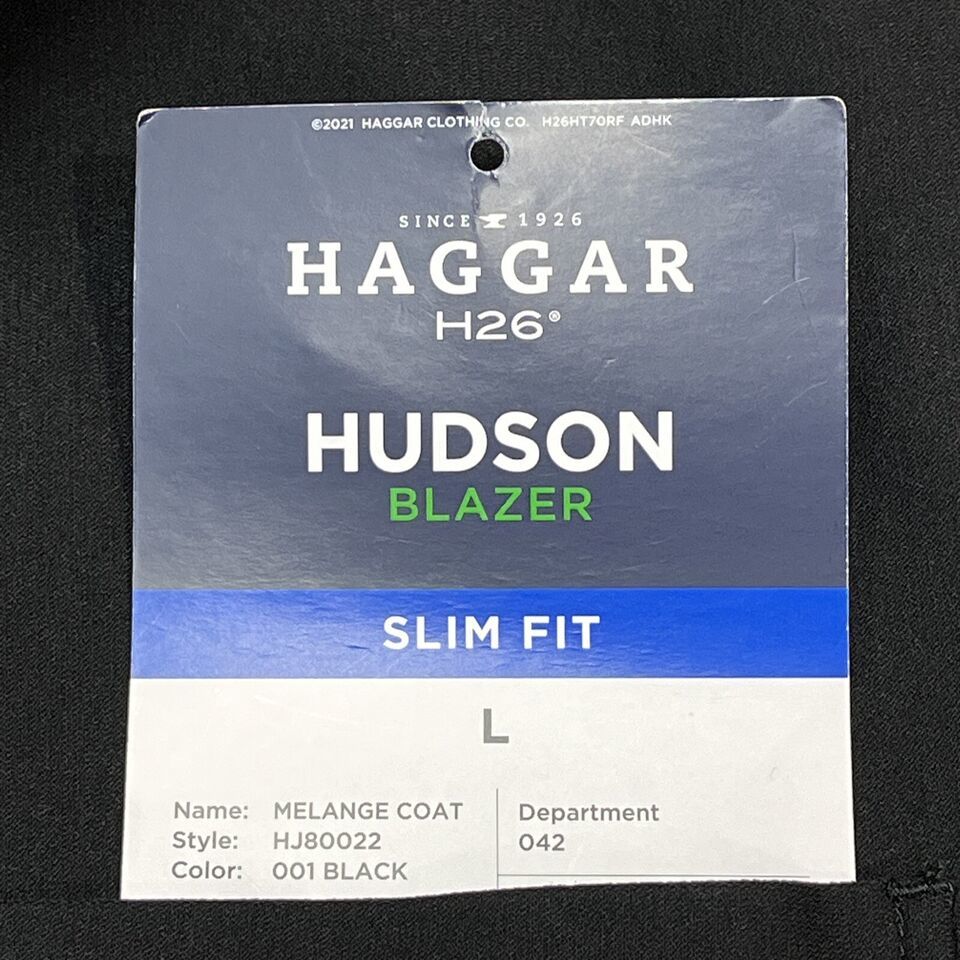 ©2021 HAGGAR CLOTHING CO. H26HT70RF ADHK
SINCE 1926
HAGGAR
H26®
HUDSON
BLAZER
SLIM FIT
L
Name: MELANGE COAT
Style: HJ80022
Color: 001 BLACK
Department
042